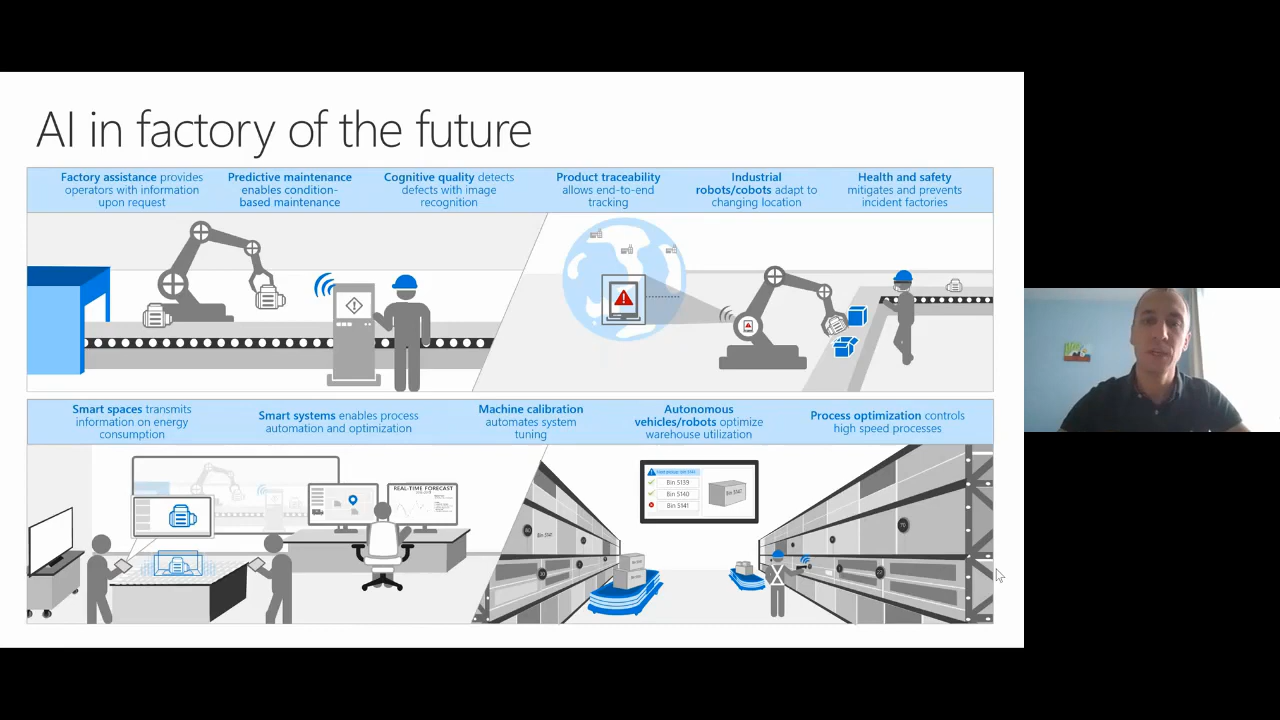 AI in factory of the future
Factory assistance provides
operators with information
upon request
Predictive maintenance
enables condition-
based maintenance
Cognitive quality detects
defects with image
recognition
Product traceability
allows end-to-end
tracking
Industrial
robots/cobots adapt to
changing location
Health and safety
mitigates and prevents
incident factories
Smart spaces transmits
information on energy
consumption
Smart systems enables process
automation and optimization
Machine calibration
automates system
tuning
Autonomous
vehicles/robots optimize
warehouse utilization
Process optimization controls
high speed processes
REAL-TIME FORECAST
Bin 5139
Bin 5140
Bin 5141
Bin 5147
Bin 5141